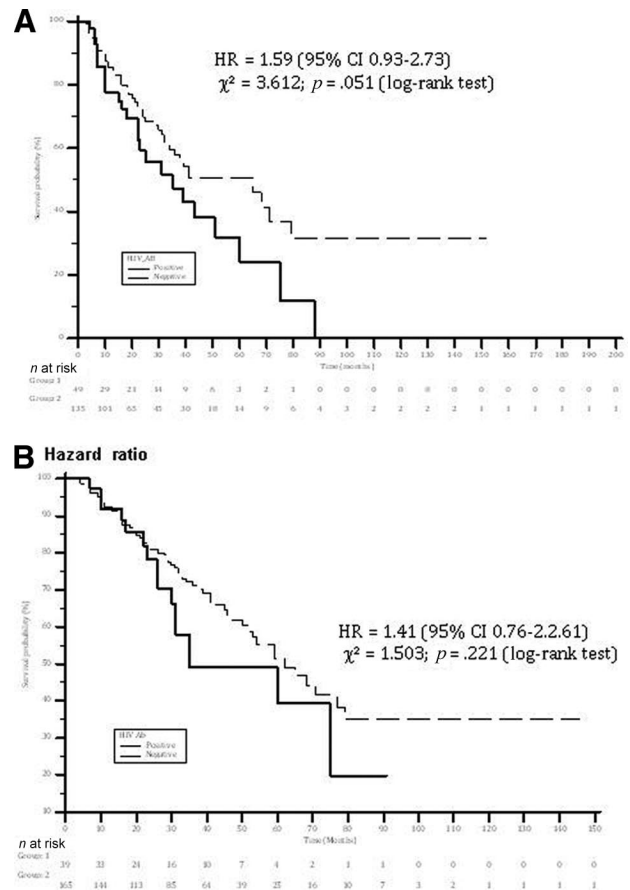 A
HR = 1.59 (95% CI 0.93-2.73)
χ² = 3.612; p = .051 (log-rank test)
Survival probability (%)
100
80
60
40
20
0
HIV_Ab
Positive
Negative
0 10 20 30 40 50 60 70 80 90 100 110 120 130 140 150 160 170 180 190 200
Time (months)
n at risk
Group 1
49 29 21 14 9 6 3 2 1 0 0 0 0 0 0 0 0 0 0 0
Group 2
135 101 65 45 30 18 14 9 6 4 3 2 2 2 2 1 1 1 1 1
B Hazard ratio
Survival probability (%)
100
90
80
70
60
50
40
30
20
10
HR = 1.41 (95% CI 0.76-2.2.61)
χ² = 1.503; p = .221 (log-rank test)
HIV Ab
Positive
Negative
0 10 20 30 40 50 60 70 80 90 100 110 120 130 140 150
Time (Months)
n at risk
Group: 1
39 33 24 16 10 7 4 2 1 1 0 0 0 0 0 0
Group: 2
165 144 113 85 64 39 25 16 10 7 3 2 1 1 1 1